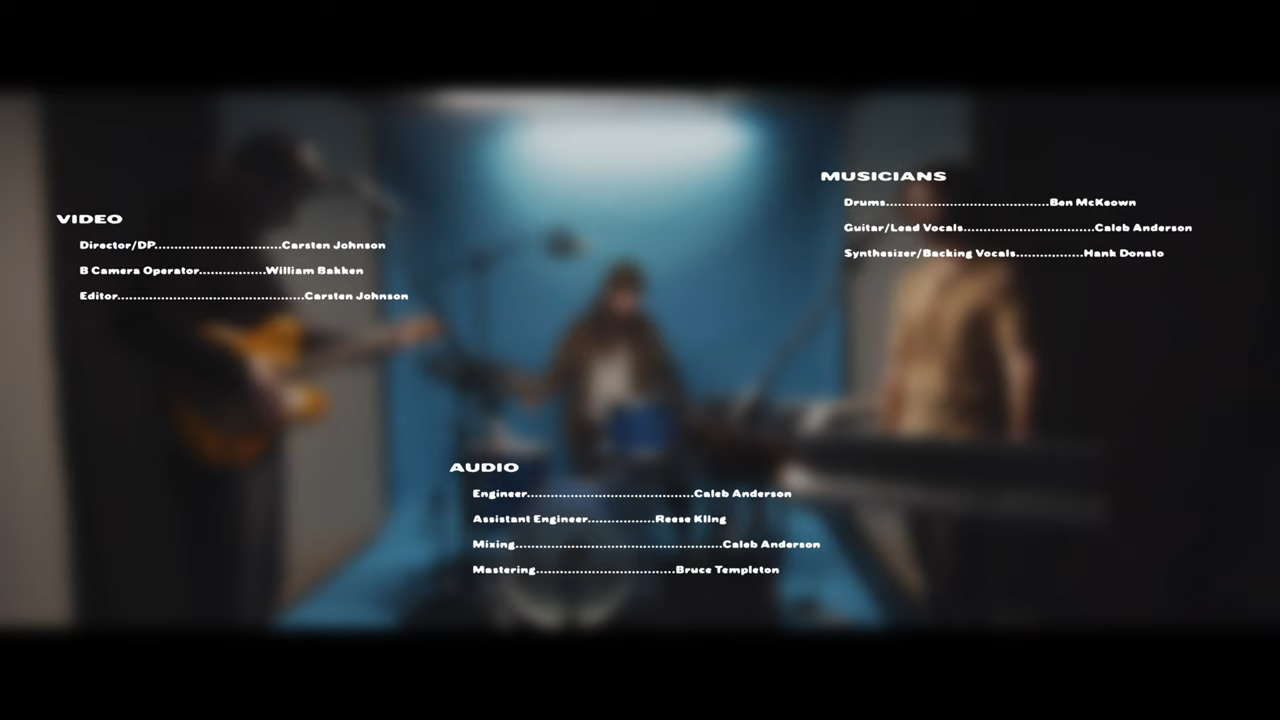 VIDEO
Director/DP..............................Carsten Johnson
B Camera Operator................William Bakken
Editor............................................Carsten Johnson
MUSICIANS
Drums.......................................Ben McKeown
Guitar/Lead Vocals...............................Caleb Anderson
Synthesizer/Backing Vocals................Hank Donato
AUDIO
Engineer.......................................Caleb Anderson
Assistant Engineer................Reese Kling
Mixing.................................................Caleb Anderson
Mastering.................................Bruce Templeton